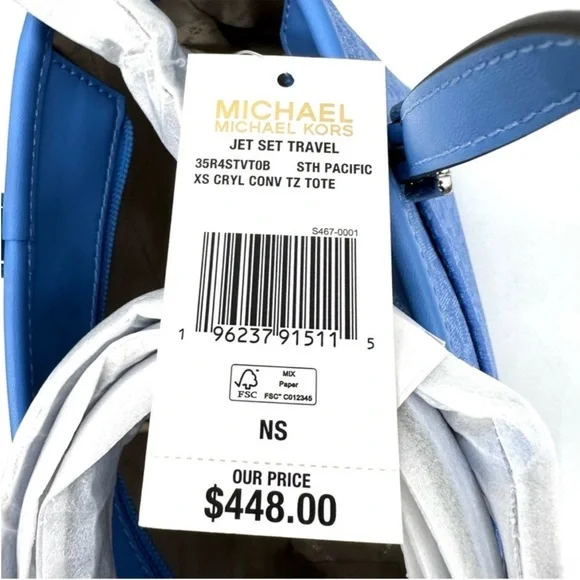 MICHAEL
MICHAEL KORS
JET SET TRAVEL
35R4STVT0B STH PACIFIC
XS CRYL CONV TZ TOTE
S467-0001
1 96237 91511 5
FSC
MIX
Paper
FSC™ C012345
NS
OUR PRICE
$448.00